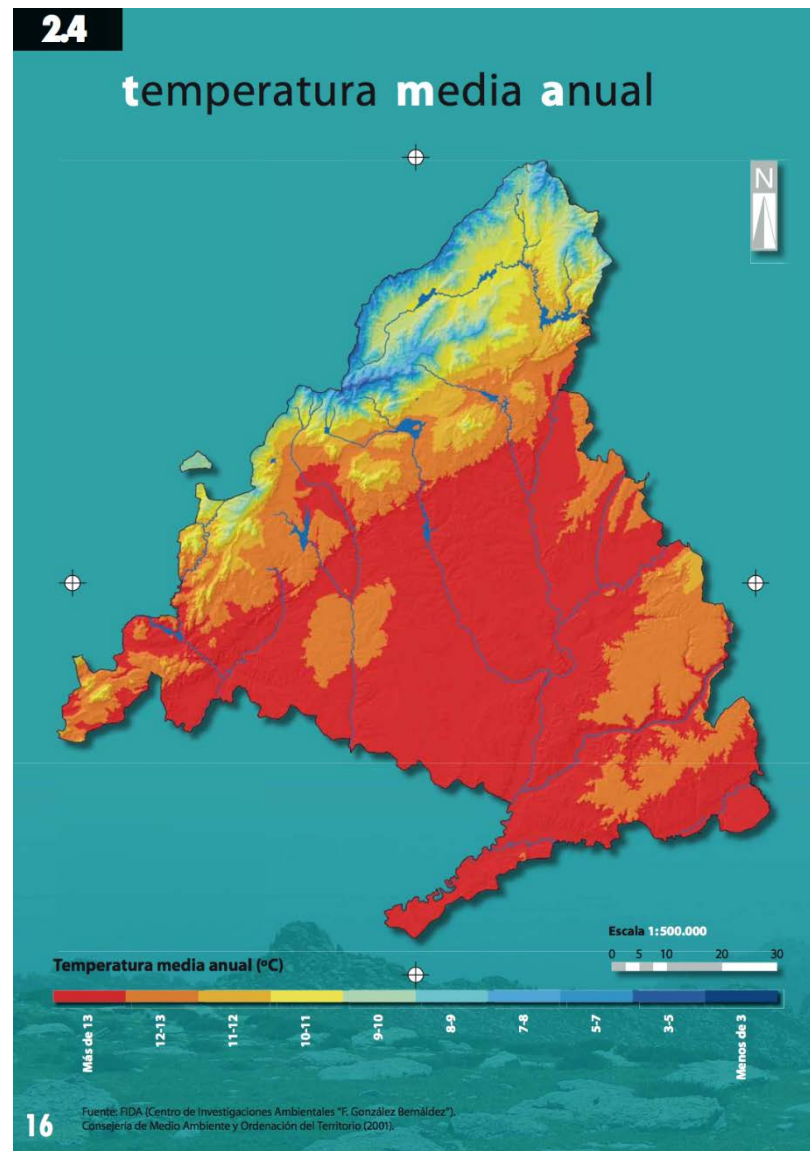 2.4
temperatura media anual
N
Escala 1:500.000
0 5 10 20 30
Temperatura media anual (ºC)
Más de 13
12-13
11-12
10-11
9-10
8-9
7-8
5-7
3-5
Menos de 3
16
Fuente: FIDA (Centro de Investigaciones Ambientales "F. González Bernáldez").
Consejería de Medio Ambiente y Ordenación del Territorio (2001).